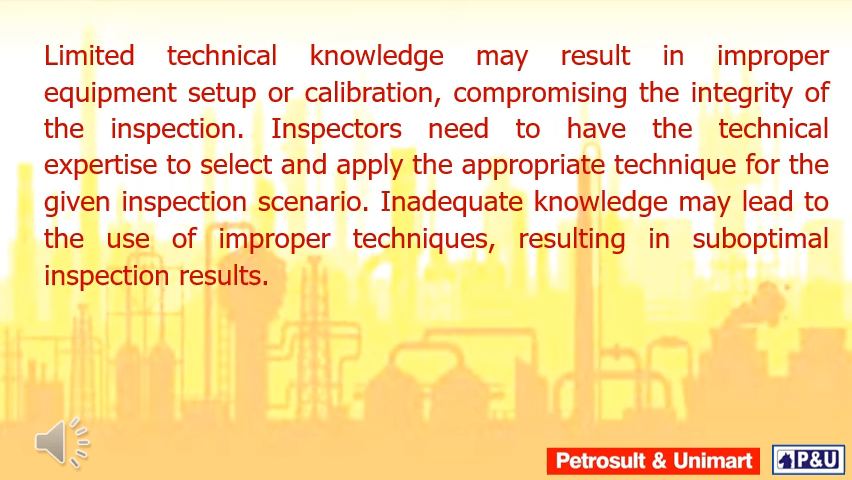 Limited technical knowledge may result in improper
equipment setup or calibration, compromising the integrity of
the inspection. Inspectors need to have the technical
expertise to select and apply the appropriate technique for the
given inspection scenario. Inadequate knowledge may lead to
the use of improper techniques, resulting in suboptimal
inspection results.
Petrosult & Unimart
P&U